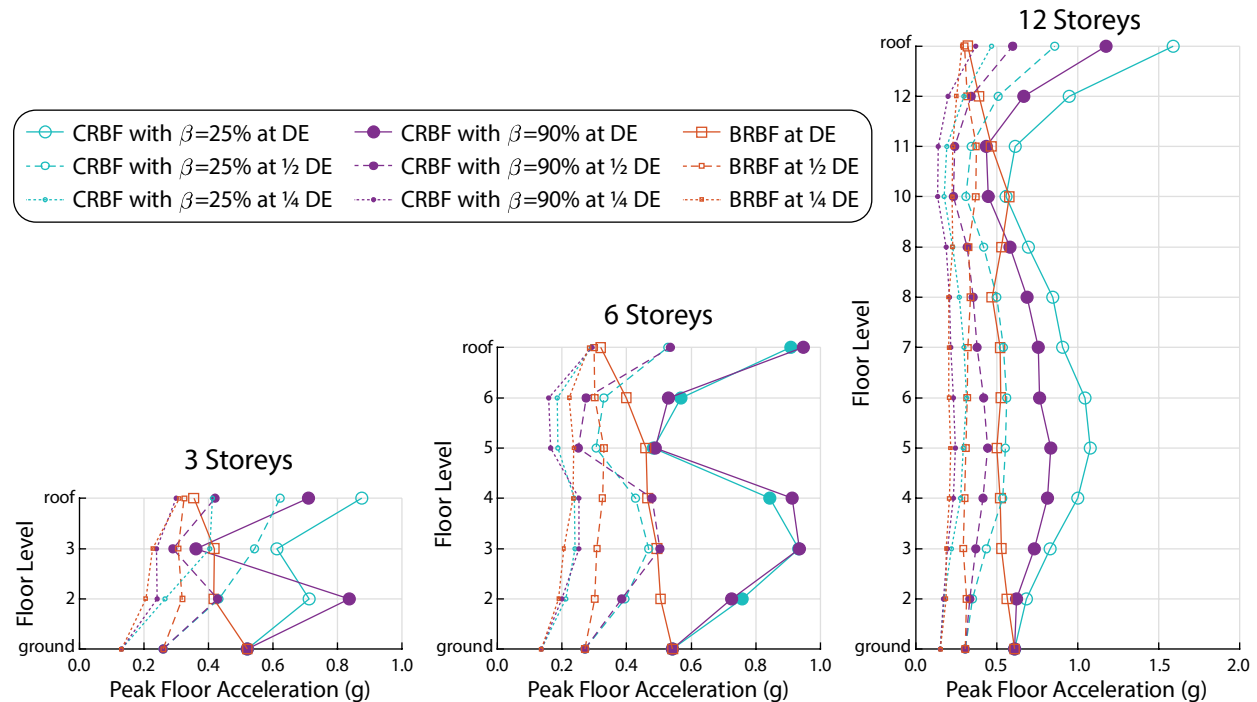 12 Storeys
CRBF with β=25% at DE
CRBF with β=90% at DE
BRBF at DE
CRBF with β=25% at ½ DE
CRBF with β=90% at ½ DE
BRBF at ½ DE
CRBF with β=25% at ¼ DE
CRBF with β=90% at ¼ DE
BRBF at ¼ DE
3 Storeys
Floor Level
roof
3
2
ground
0.0 0.2 0.4 0.6 0.8 1.0
Peak Floor Acceleration (g)
6 Storeys
Floor Level
roof
6
5
4
3
2
ground
0.2 0.4 0.6 0.8 1.0
Peak Floor Acceleration (g)
Floor Level
roof
12
11
10
8
8
7
6
5
4
3
2
ground
0.0 0.5 1.0 1.5 2.0
Peak Floor Acceleration (g)